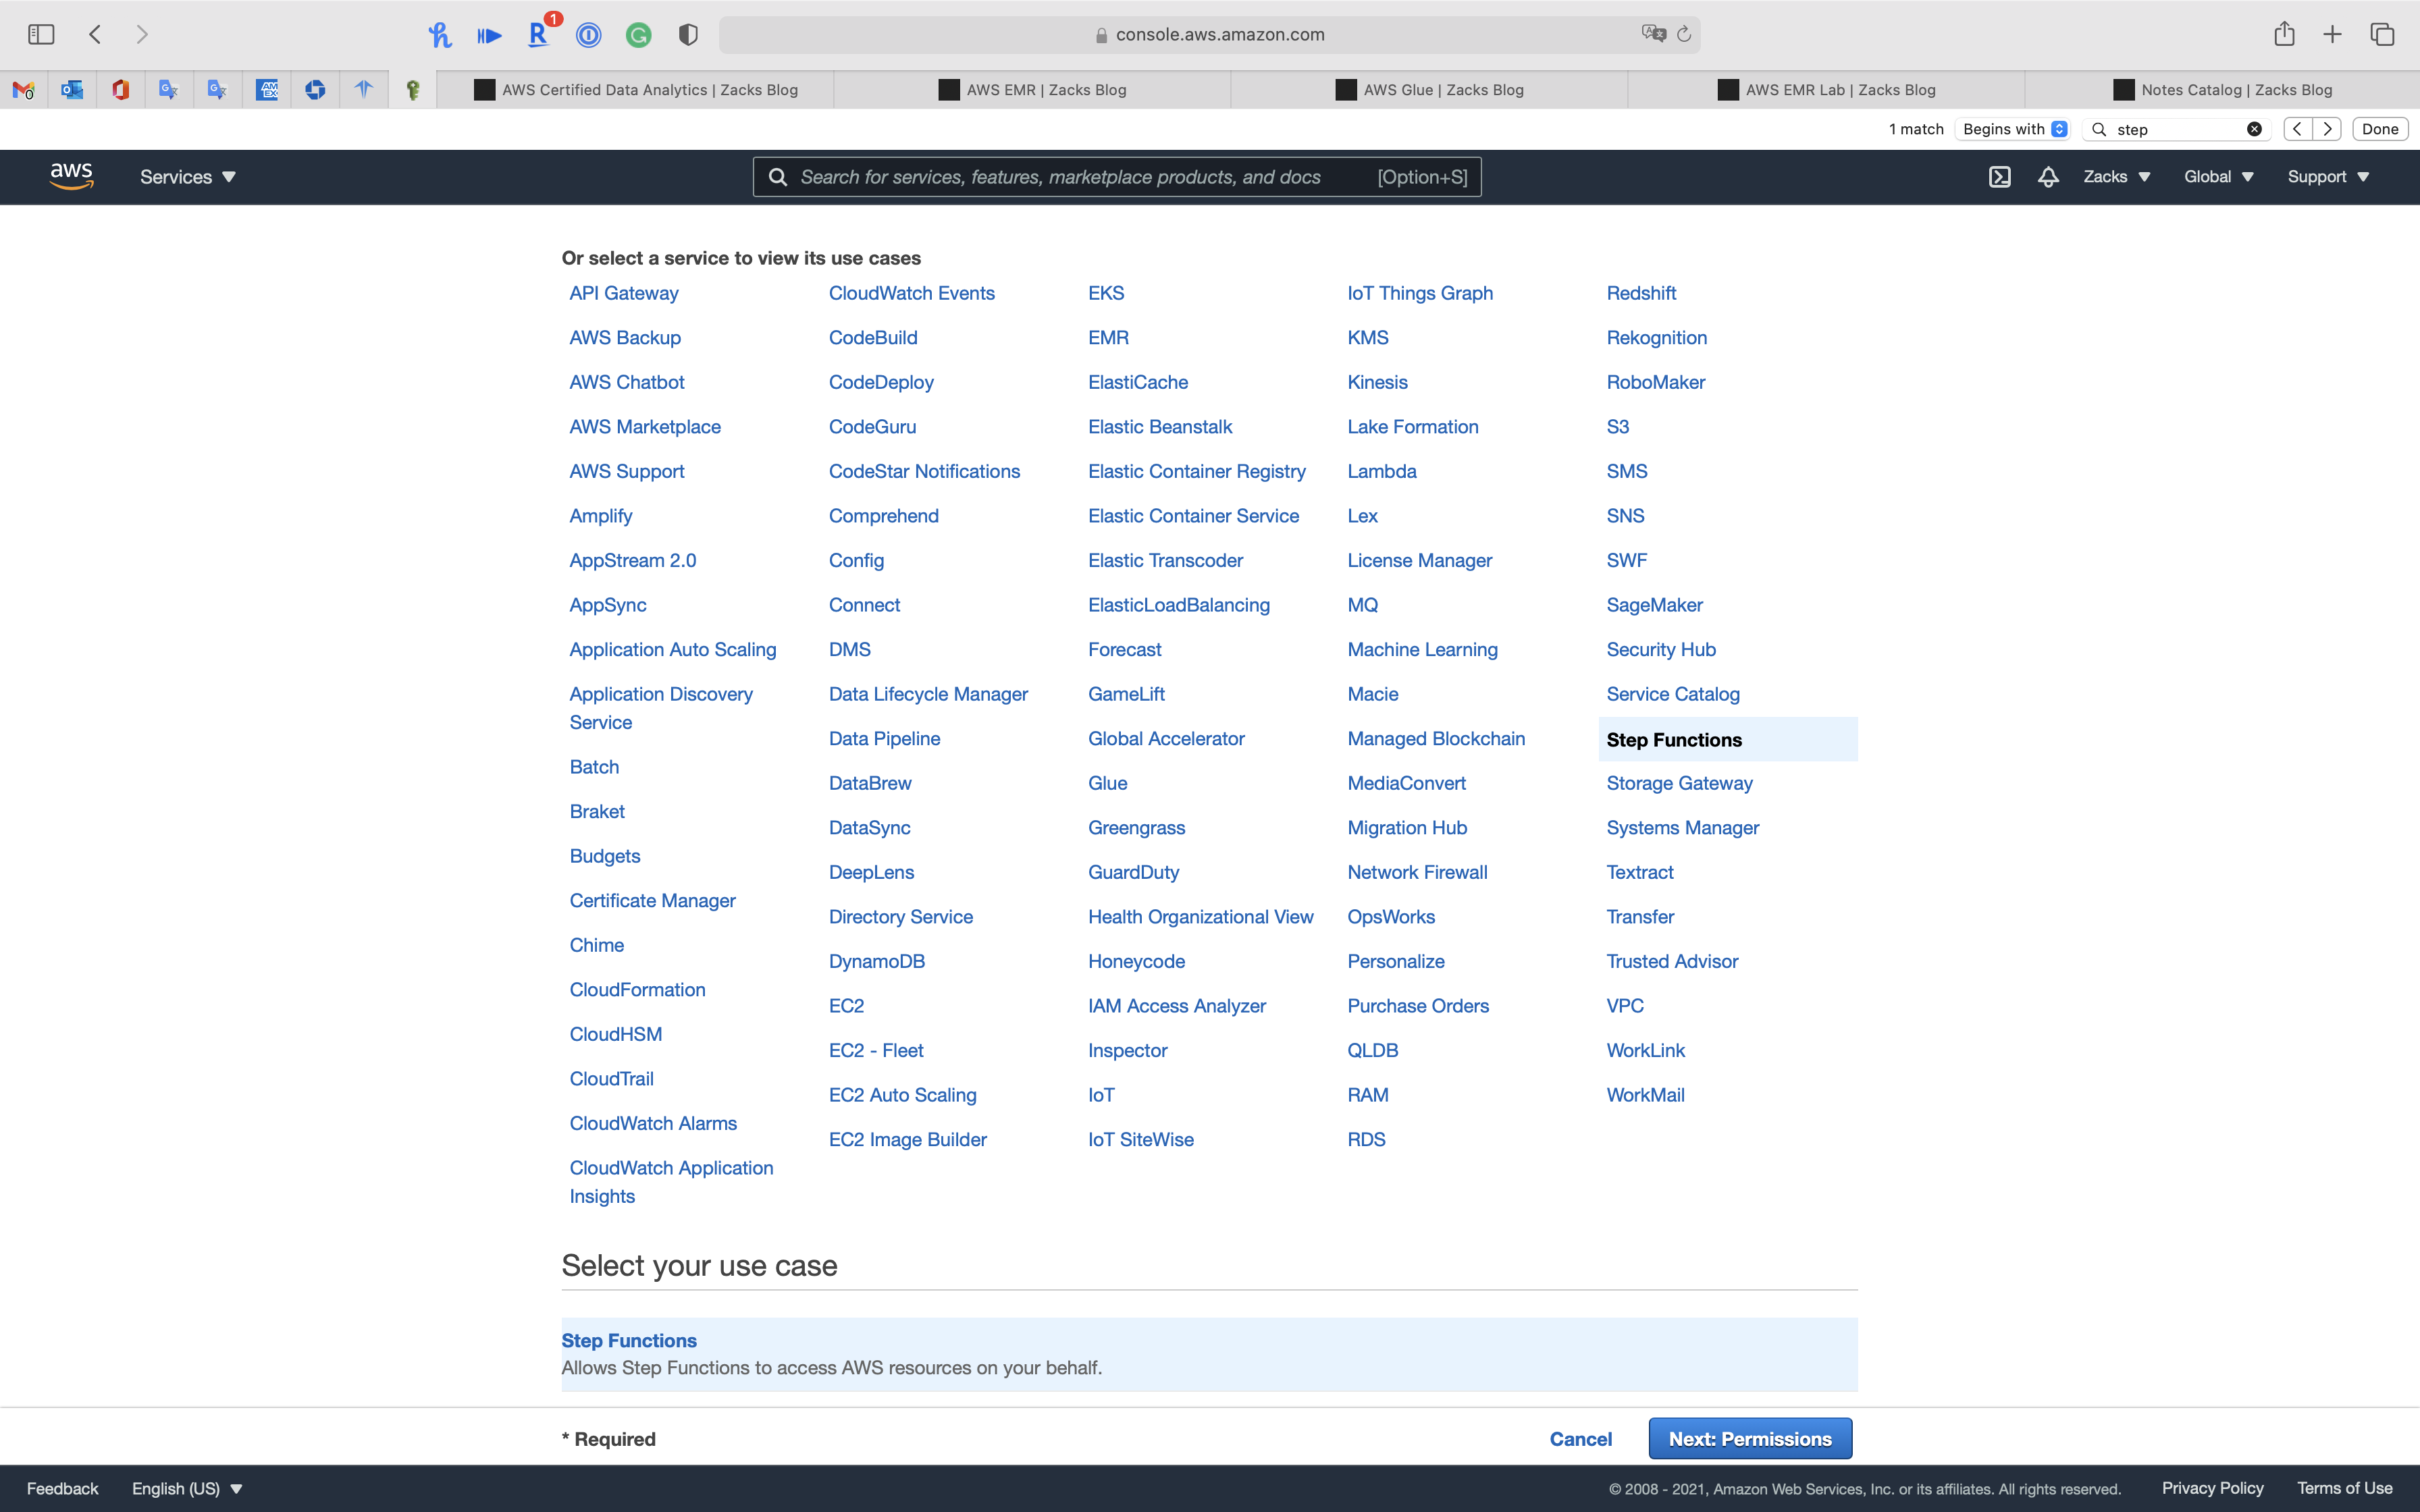 1
console.aws.amazon.com
AWS Certified Data Analytics | Zacks Blog
AWS EMR | Zacks Blog
AWS Glue | Zacks Blog
AWS EMR Lab | Zacks Blog
Notes Catalog | Zacks Blog
1 match
Begins with
step
Done
aws
Services
Search for services, features, marketplace products, and docs
[Option+S]
Zacks
Global
Support
Or select a service to view its use cases
API Gateway
AWS Backup
AWS Chatbot
AWS Marketplace
AWS Support
Amplify
AppStream 2.0
AppSync
Application Auto Scaling
Application Discovery
Service
Batch
Braket
Budgets
Certificate Manager
Chime
CloudFormation
CloudHSM
CloudTrail
CloudWatch Alarms
CloudWatch Application
Insights
CloudWatch Events
CodeBuild
CodeDeploy
CodeGuru
CodeStar Notifications
Comprehend
Config
Connect
DMS
Data Lifecycle Manager
Data Pipeline
DataBrew
DataSync
DeepLens
Directory Service
DynamoDB
EC2
EC2 - Fleet
EC2 Auto Scaling
EC2 Image Builder
EKS
EMR
ElastiCache
Elastic Beanstalk
Elastic Container Registry
Elastic Container Service
Elastic Transcoder
ElasticLoadBalancing
Forecast
GameLift
Global Accelerator
Glue
Greengrass
GuardDuty
Health Organizational View
Honeycode
IAM Access Analyzer
Inspector
IoT
IoT SiteWise
IoT Things Graph
KMS
Kinesis
Lake Formation
Lambda
Lex
License Manager
MQ
Machine Learning
Macie
Managed Blockchain
MediaConvert
Migration Hub
Network Firewall
OpsWorks
Personalize
Purchase Orders
QLDB
RAM
RDS
Redshift
Rekognition
RoboMaker
S3
SMS
SNS
SWF
SageMaker
Security Hub
Service Catalog
Step Functions
Storage Gateway
Systems Manager
Textract
Transfer
Trusted Advisor
VPC
WorkLink
WorkMail
Select your use case
Step Functions
Allows Step Functions to access AWS resources on your behalf.
* Required
Cancel
Next: Permissions
Feedback
English (US)
© 2008 - 2021, Amazon Web Services, Inc. or its affiliates. All rights reserved.
Privacy Policy
Terms of Use